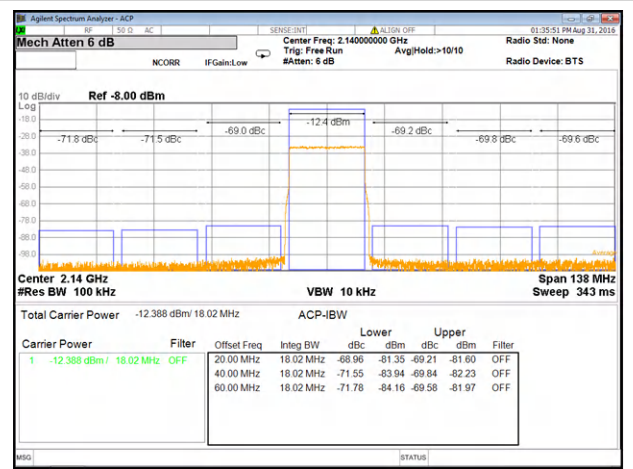 Agilent Spectrum Analyzer - ACP
RF 50 Ω AC SENSE:INT ALIGN OFF 01:35:51 PM Aug 31, 2016
Mech Atten 6 dB Center Freq: 2.140000000 GHz Radio Std: None
Trig: Free Run Avg|Hold:>10/10
NCORR IFGain:Low #Atten: 6 dB Radio Device: BTS
10 dB/div Ref -8.00 dBm
Log
-18.0
-28.0
-38.0
-48.0
-58.0
-68.0
-78.0
-88.0
-98.0
-71.8 dBc -71.5 dBc -69.0 dBc -12.4 dBm -69.2 dBc -69.8 dBc -69.6 dBc
Average
Center 2.14 GHz Span 138 MHz
#Res BW 100 kHz VBW 10 kHz Sweep 343 ms
Total Carrier Power -12.388 dBm/ 18.02 MHz ACP-IBW
Lower Upper
Carrier Power Filter Offset Freq Integ BW dBc dBm dBc dBm Filter
1 -12.388 dBm / 18.02 MHz OFF 20.00 MHz 18.02 MHz -68.96 -81.35 -69.21 -81.60 OFF
40.00 MHz 18.02 MHz -71.55 -83.94 -69.84 -82.23 OFF
60.00 MHz 18.02 MHz -71.78 -84.16 -69.58 -81.97 OFF
MSG STATUS